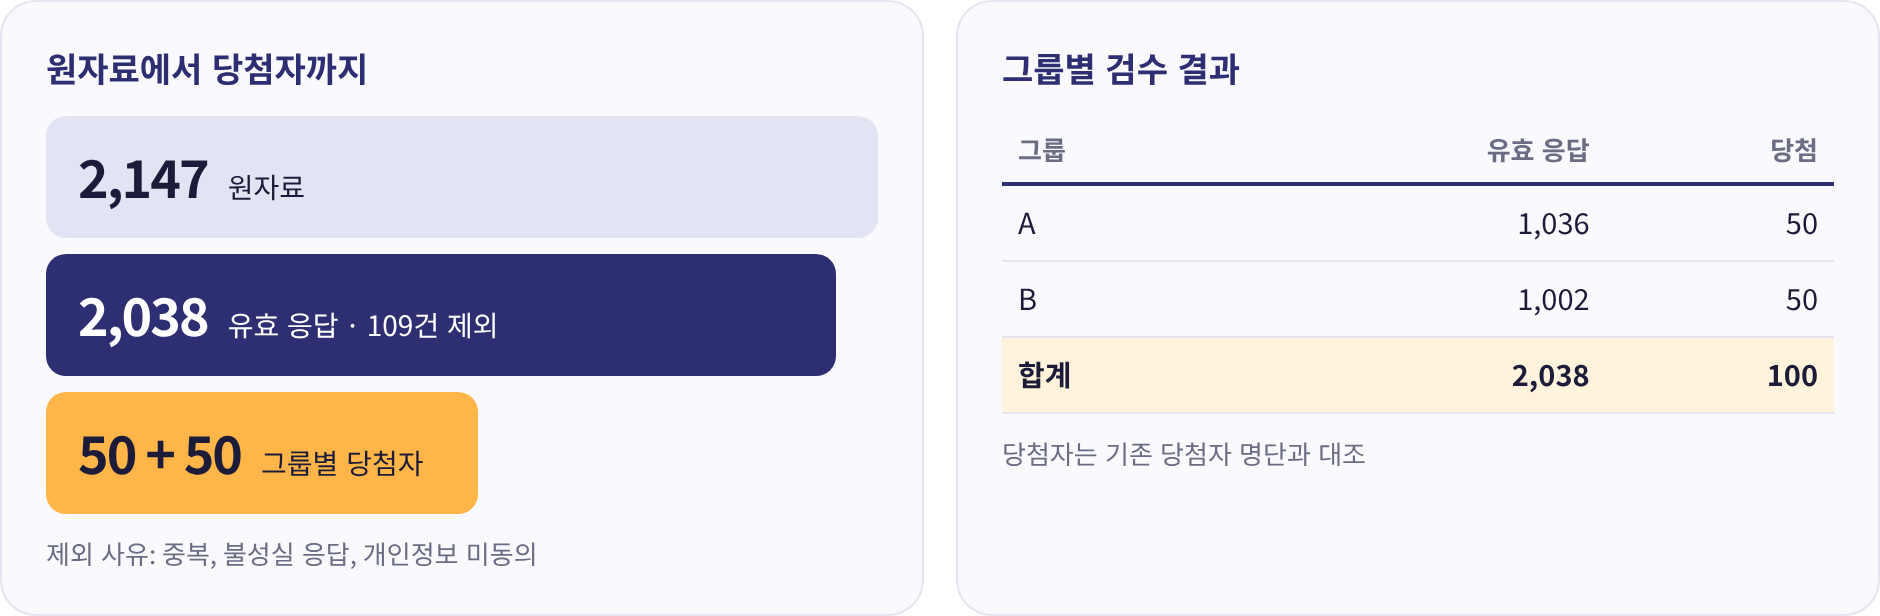 원자료에서 당첨자까지
2,147 원자료
2,038 유효 응답 · 109건 제외
50 + 50 그룹별 당첨자
제외 사유: 중복, 불성실 응답, 개인정보 미동의
그룹별 검수 결과
그룹 유효 응답 당첨
A 1,036 50
B 1,002 50
합계 2,038 100
당첨자는 기존 당첨자 명단과 대조